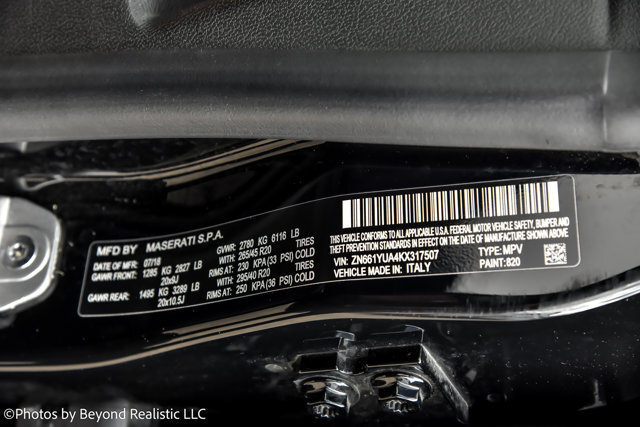 MFD BY MASERATI S.P.A.
07/18 GVWR: 2780 KG 6116 LB
GAWR FRONT: 1285 KG 2827 LB WITH: 265/45 R20 TIRES
20x9J RIMS AT: 230 KPA (33 PSI) COLD
GAWR REAR: 1495 KG 3289 LB WITH: 295/40 R20 TIRES
20x10.5J RIMS AT: 250 KPA (36 PSI) COLD
THIS VEHICLE CONFORMS TO ALL APPLICABLE U.S.A. FEDERAL MOTOR VEHICLE SAFETY, BUMPER AND
THEFT PREVENTION STANDARDS IN EFFECT ON THE DATE OF MANUFACTURE SHOWN ABOVE
VIN: ZN661YUA4KX317507 TYPE: MPV
VEHICLE MADE IN: ITALY PAINT: 820
©Photos by Beyond Realistic LLC